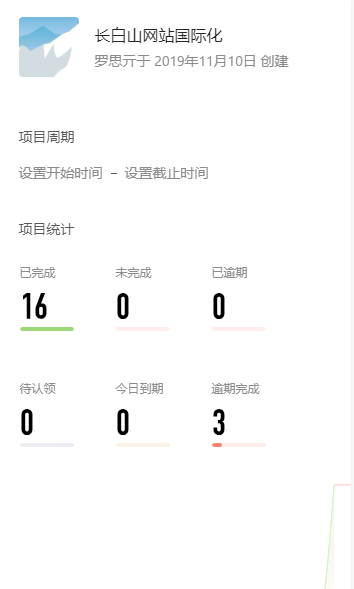 长白山网站国际化
罗思亓于 2019年11月10日 创建
项目周期
设置开始时间 - 设置截止时间
项目统计
已完成 未完成 已逾期
16 0 0
待认领 今日到期 逾期完成
0 0 3